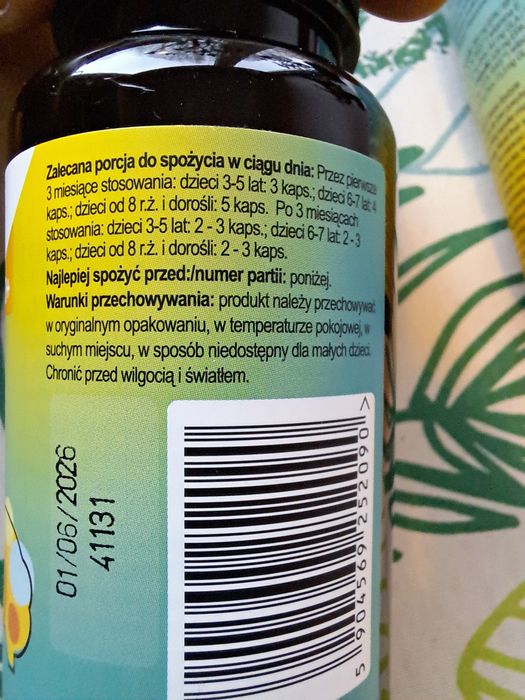 Zalecana porcja do spożycia w ciągu dnia: Przez pierwsze
3 miesiące stosowania: dzieci 3-5 lat: 3 kaps.; dzieci 6-7 lat: 4
kaps.; dzieci od 8 r.ż. i dorośli: 5 kaps. Po 3 miesiącach
stosowania: dzieci 3-5 lat: 2 - 3 kaps.; dzieci 6-7 lat: 2 - 3
kaps.; dzieci od 8 r.ż. i dorośli: 2 - 3 kaps.
Najlepiej spożyć przed:/numer partii: poniżej.
Warunki przechowywania: produkt należy przechowywać
w oryginalnym opakowaniu, w temperaturze pokojowej, w
suchym miejscu, w sposób niedostępny dla małych dzieci.
Chronić przed wilgocią i światłem.
01/06/2026
41131
5 904569 252090 >